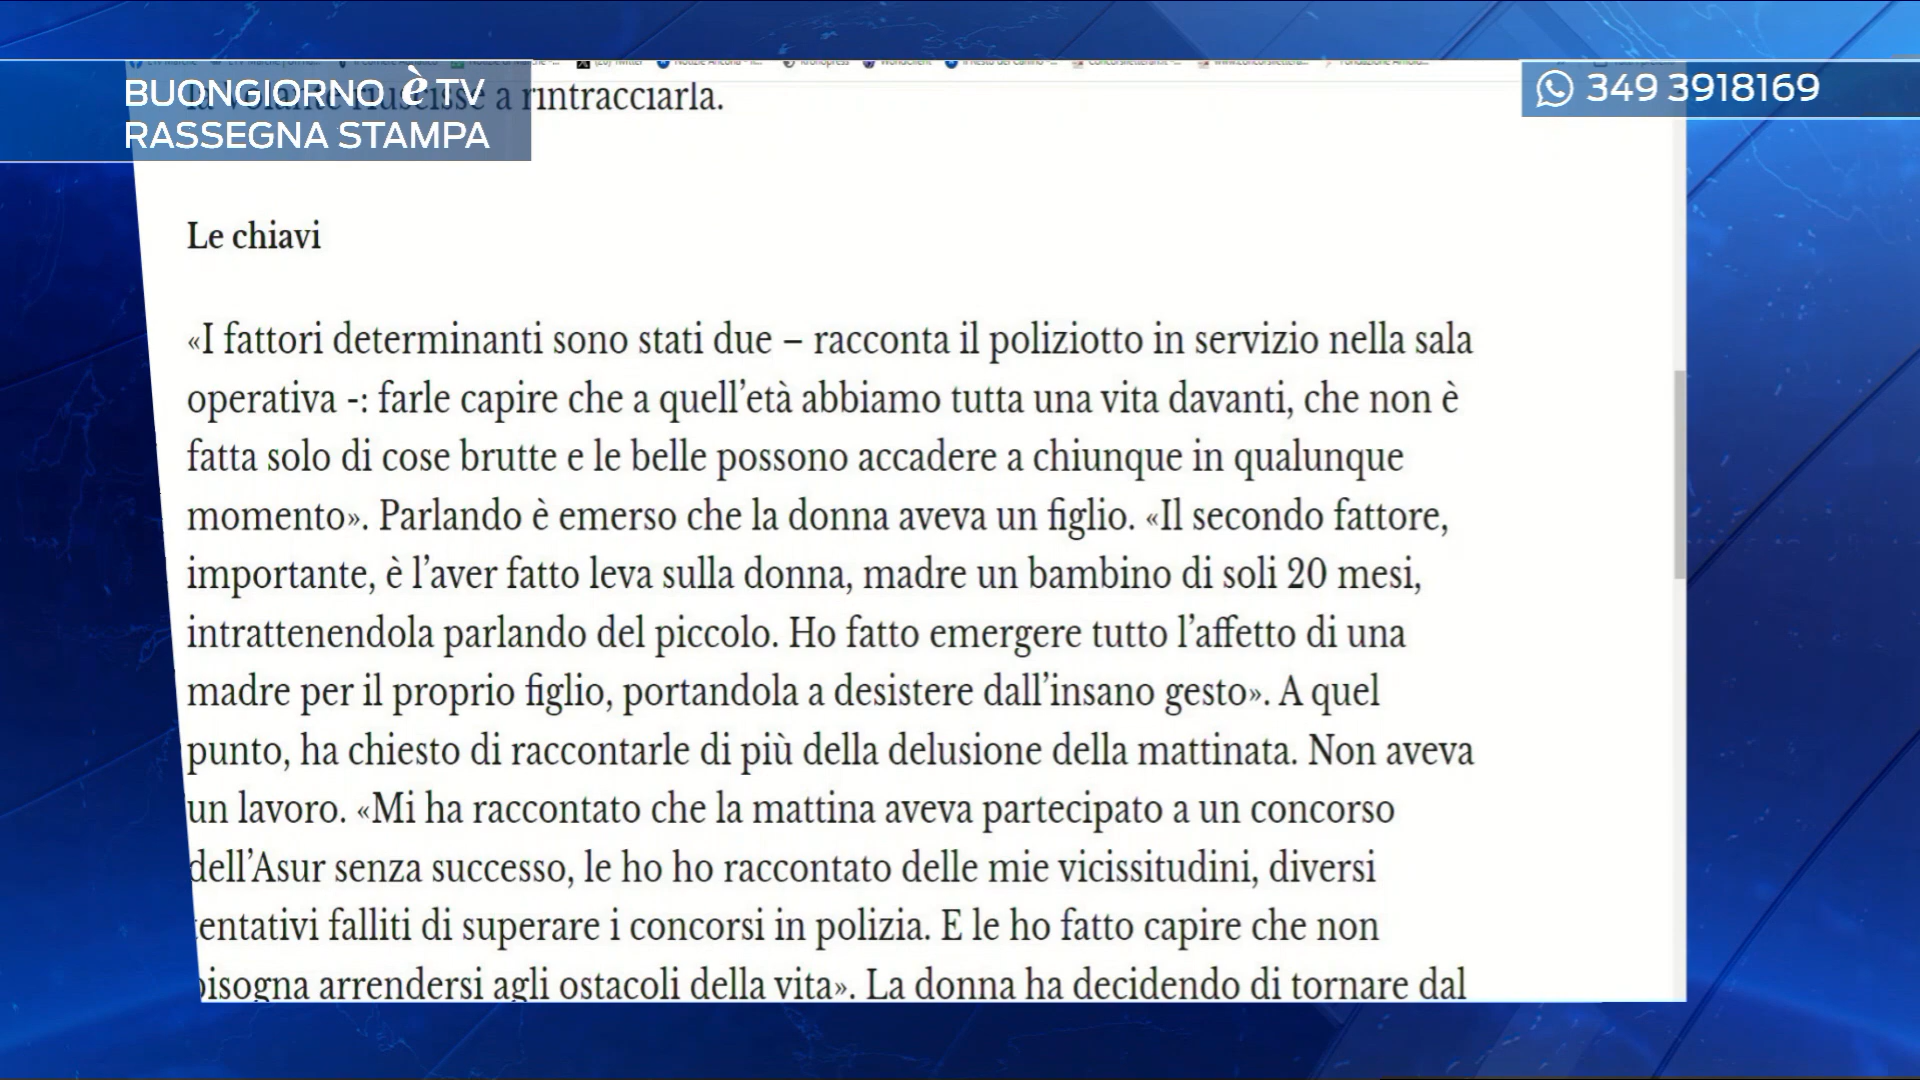 BUONGIORNO è TV
RASSEGNA STAMPA
349 3918169
la volante riuscisse a rintracciarla.
Le chiavi
«I fattori determinanti sono stati due – racconta il poliziotto in servizio nella sala
operativa -: farle capire che a quell’età abbiamo tutta una vita davanti, che non è
fatta solo di cose brutte e le belle possono accadere a chiunque in qualunque
momento». Parlando è emerso che la donna aveva un figlio. «Il secondo fattore,
importante, è l’aver fatto leva sulla donna, madre un bambino di soli 20 mesi,
intrattenendola parlando del piccolo. Ho fatto emergere tutto l’affetto di una
madre per il proprio figlio, portandola a desistere dall’insano gesto». A quel
punto, ha chiesto di raccontarle di più della delusione della mattinata. Non aveva
un lavoro. «Mi ha raccontato che la mattina aveva partecipato a un concorso
dell’Asur senza successo, le ho ho raccontato delle mie vicissitudini, diversi
tentativi falliti di superare i concorsi in polizia. E le ho fatto capire che non
bisogna arrendersi agli ostacoli della vita». La donna ha decidendo di tornare dal